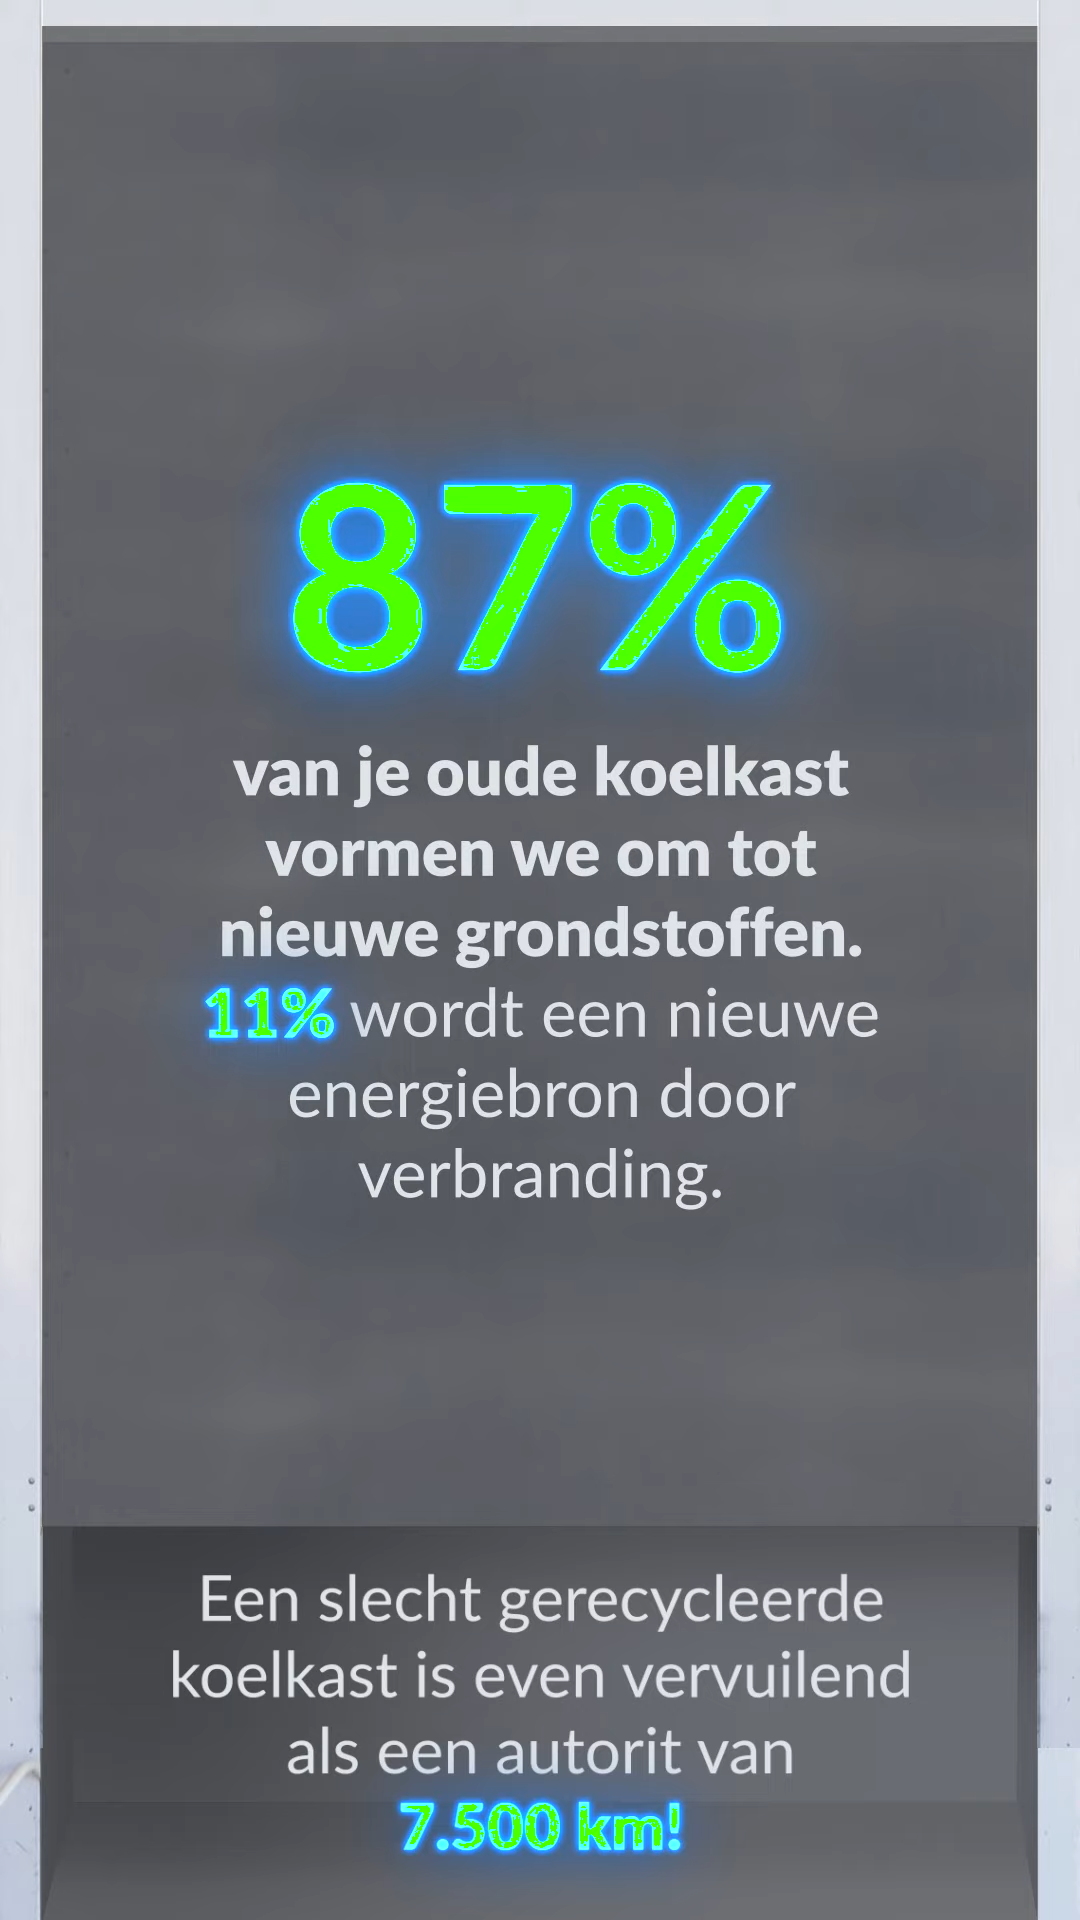 87%
van je oude koelkast
vormen we om tot
nieuwe grondstoffen.
11% wordt een nieuwe
energiebron door
verbranding.
Een slecht gerecycleerde
koelkast is even vervuilend
als een autorit van
7.500 km!